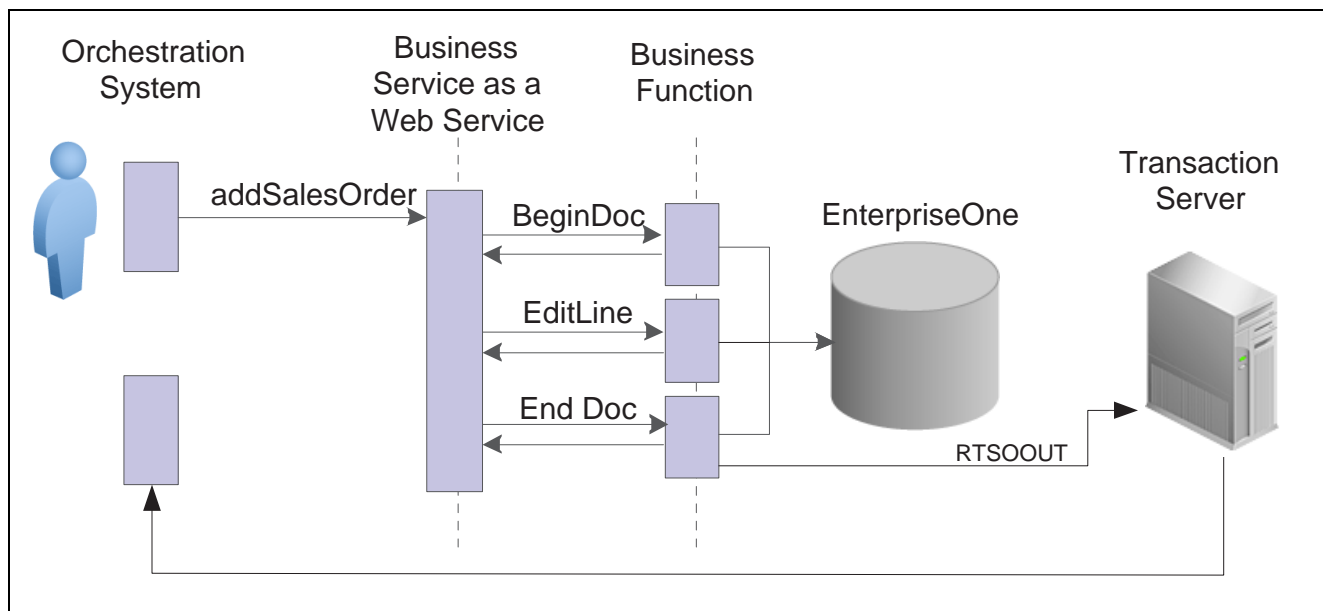 Orchestration
System
Business
Service as a
Web Service
Business
Function
Transaction
Server
addSalesOrder
BeginDoc
EnterpriseOne
EditLine
End Doc
RTSOOUT